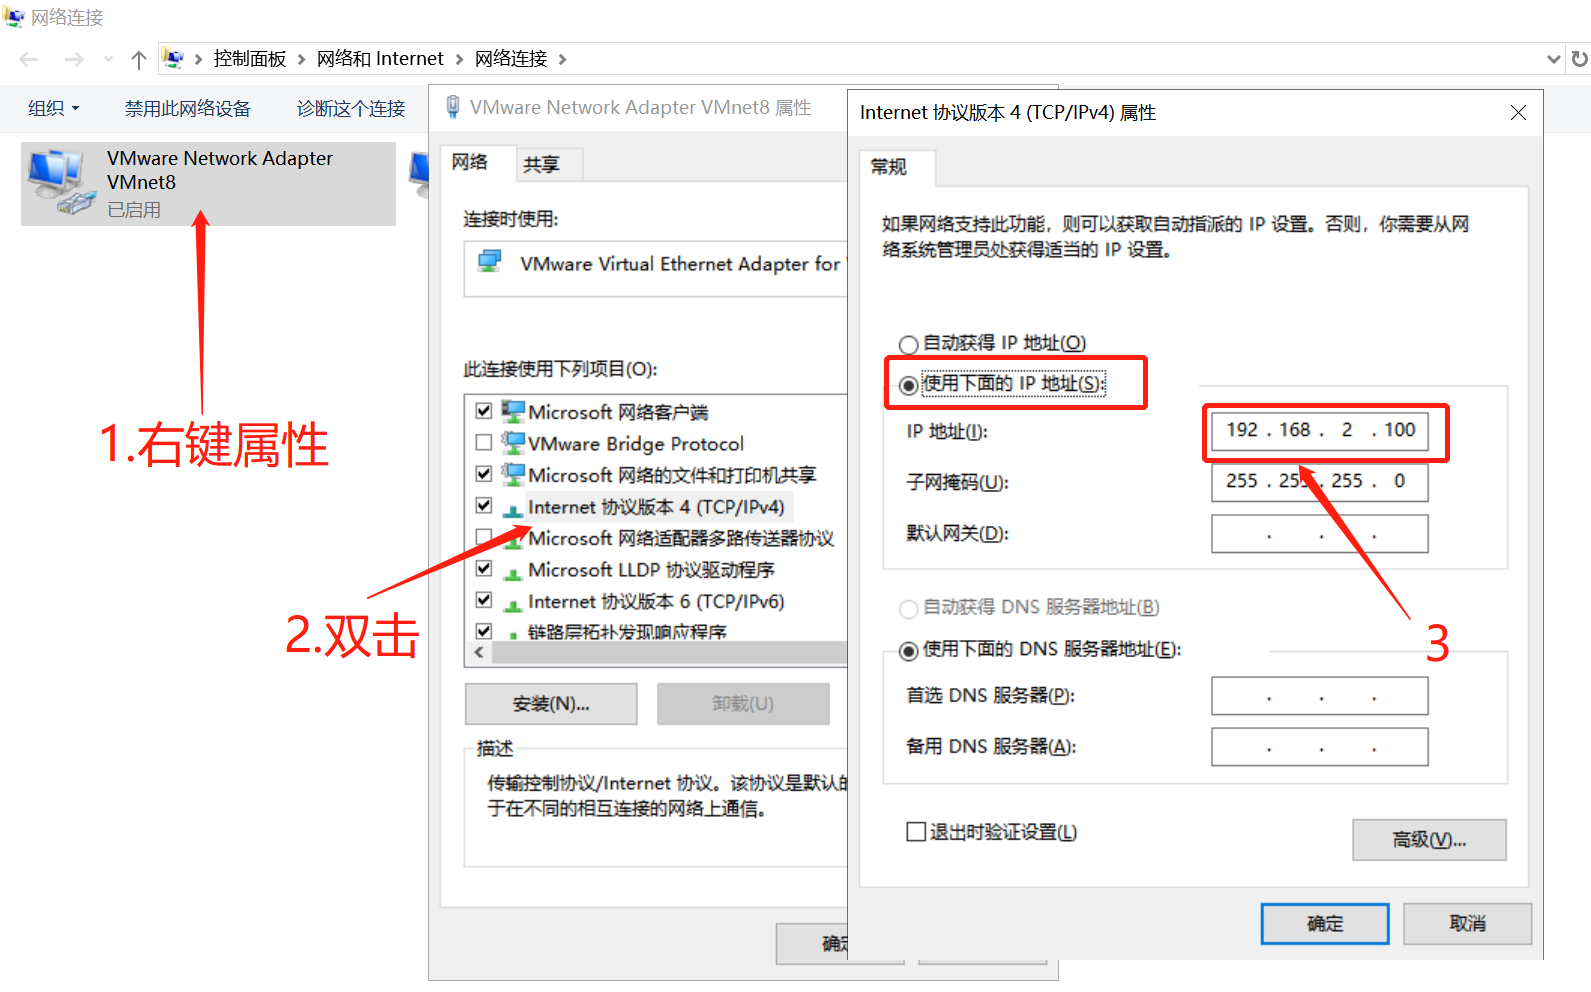 网络连接
控制面板 > 网络和 Internet > 网络连接 >
组织
禁用此网络设备
诊断这个连接
VMware Network Adapter
VMnet8
已启用
1.右键属性
2.双击
VMware Network Adapter VMnet8 属性
网络
共享
连接时使用:
VMware Virtual Ethernet Adapter for
此连接使用下列项目(O):
Microsoft 网络客户端
VMware Bridge Protocol
Microsoft 网络的文件和打印机共享
Internet 协议版本 4 (TCP/IPv4)
Microsoft 网络适配器多路传送器协议
Microsoft LLDP 协议驱动程序
Internet 协议版本 6 (TCP/IPv6)
链路层拓扑发现响应程序
安装(N)...
卸载(U)
描述
传输控制协议/Internet 协议。该协议是默认的
于在不同的相互连接的网络上通信。
确定
Internet 协议版本 4 (TCP/IPv4) 属性
常规
如果网络支持此功能，则可以获取自动指派的 IP 设置。否则，你需要从网
络系统管理员处获得适当的 IP 设置。
自动获得 IP 地址(O)
使用下面的 IP 地址(S):
IP 地址(I):
192 . 168 . 2 . 100
子网掩码(U):
255 . 255 . 255 . 0
默认网关(D):
. . .
3
自动获得 DNS 服务器地址(B)
使用下面的 DNS 服务器地址(E):
首选 DNS 服务器(P):
. . .
备用 DNS 服务器(A):
. . .
退出时验证设置(L)
高级(V)...
确定
取消